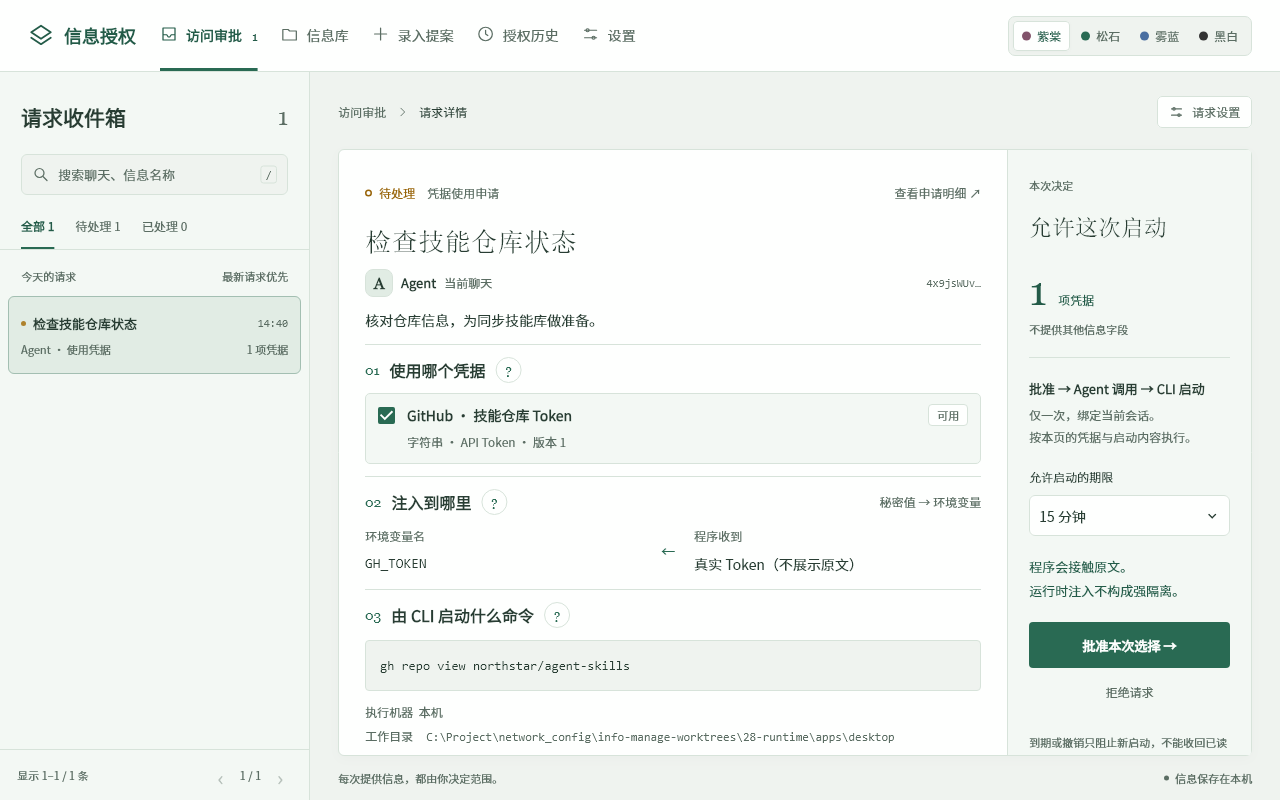 信息授权
访问审批 1
信息库
录入提案
授权历史
设置
紫棠
松石
雾蓝
黑白
请求收件箱 1
搜索聊天、信息名称 /
全部 1 待处理 1 已处理 0
今天的请求 最新请求优先
检查技能仓库状态 14:40
Agent · 使用凭据 1 项凭据
显示 1–1 / 1 条 ‹ 1 / 1 ›
访问审批 > 请求详情
请求设置
待处理 凭据使用申请 查看申请明细 ↗
检查技能仓库状态
A Agent 当前聊天 4x9jsWUv…
核对仓库信息，为同步技能库做准备。
01 使用哪个凭据 ?
GitHub · 技能仓库 Token 可用
字符串 · API Token · 版本 1
02 注入到哪里 ? 秘密值 → 环境变量
环境变量名 程序收到
GH_TOKEN ← 真实 Token（不展示原文）
03 由 CLI 启动什么命令 ?
gh repo view northstar/agent-skills
执行机器 本机
工作目录 C:\Project\network_config\info-manage-worktrees\28-runtime\apps\desktop
本次决定
允许这次启动
1 项凭据
不提供其他信息字段
批准 → Agent 调用 → CLI 启动
仅一次，绑定当前会话。
按本页的凭据与启动内容执行。
允许启动的期限
15 分钟
程序会接触原文。
运行时注入不构成强隔离。
批准本次选择 →
拒绝请求
到期或撤销只阻止新启动，不能收回已读
每次提供信息，都由你决定范围。
信息保存在本机